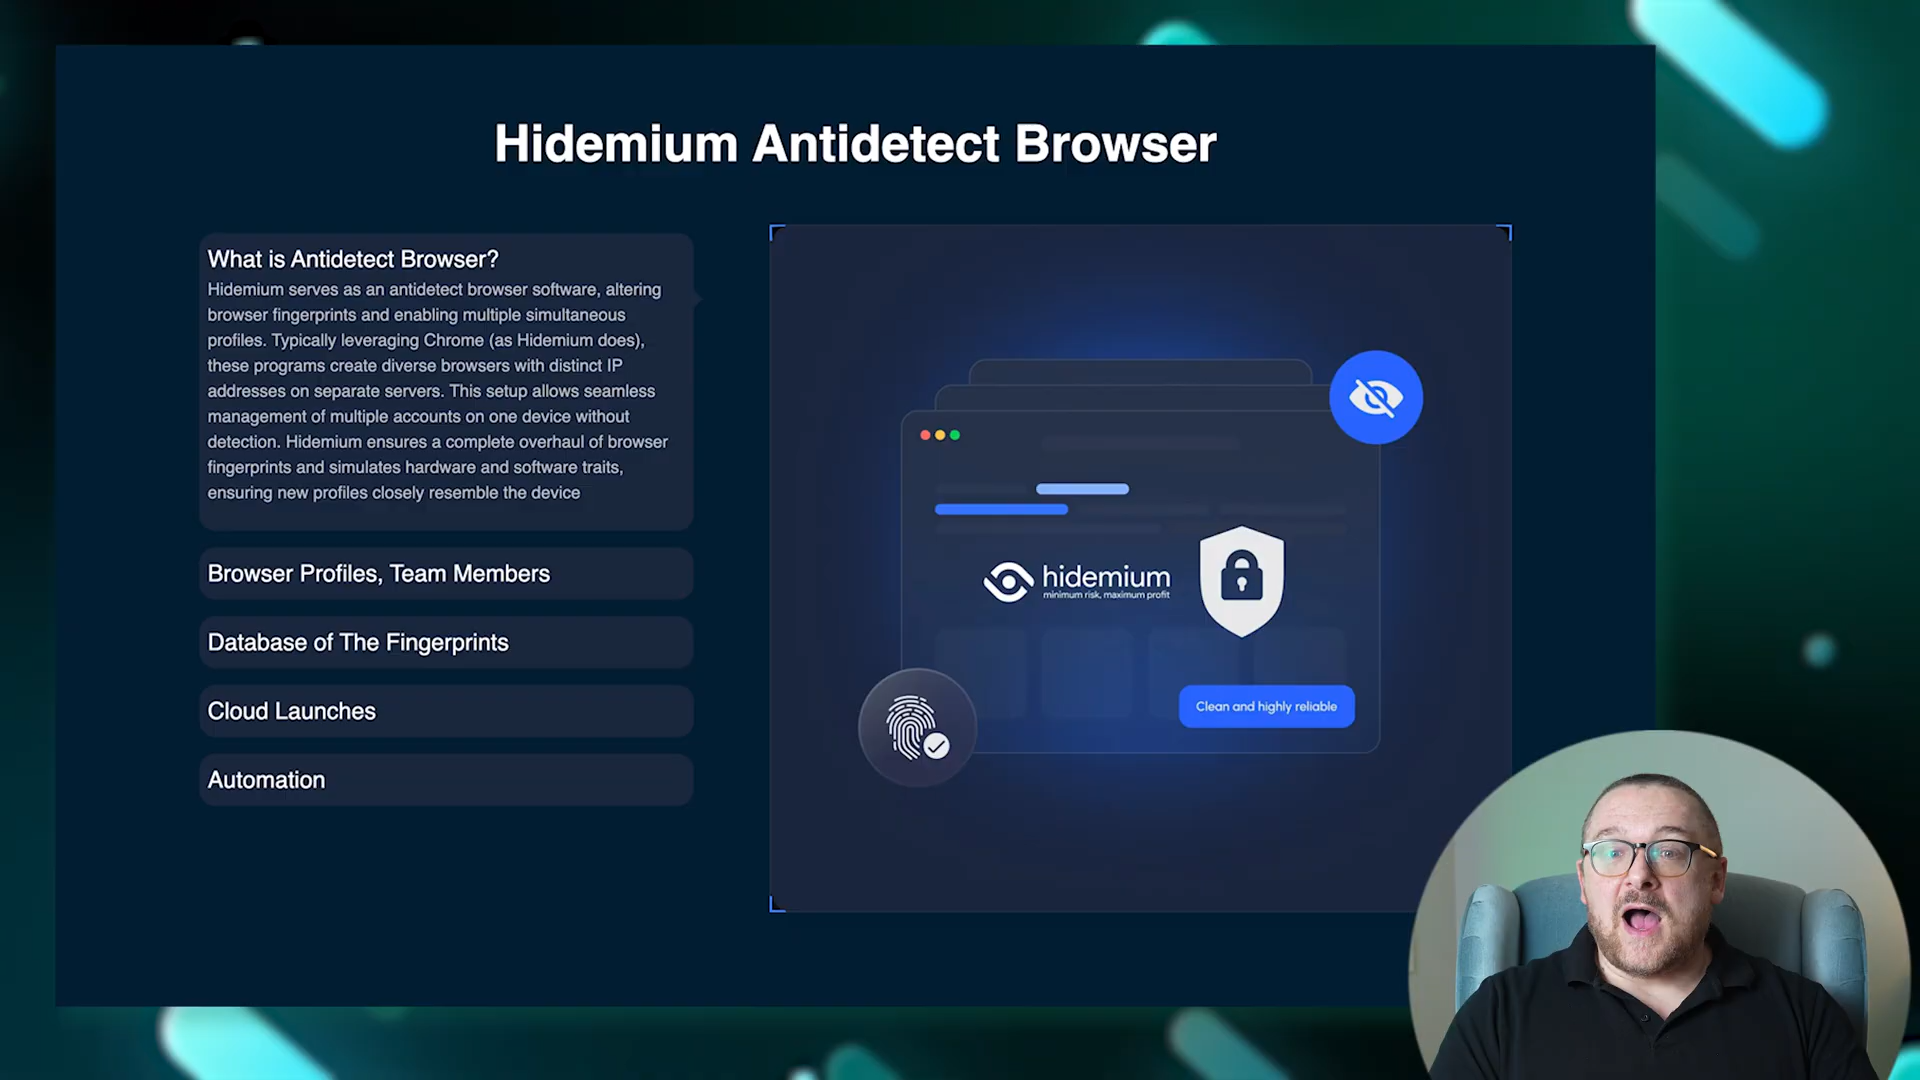 Hidemium Antidetect Browser
What is Antidetect Browser?
Hidemium serves as an antidetect browser software, altering
browser fingerprints and enabling multiple simultaneous
profiles. Typically leveraging Chrome (as Hidemium does),
these programs create diverse browsers with distinct IP
addresses on separate servers. This setup allows seamless
management of multiple accounts on one device without
detection. Hidemium ensures a complete overhaul of browser
fingerprints and simulates hardware and software traits,
ensuring new profiles closely resemble the device
Browser Profiles, Team Members
Database of The Fingerprints
Cloud Launches
Automation
hidemium
minimum risk, maximum profit
Clean and highly reliable